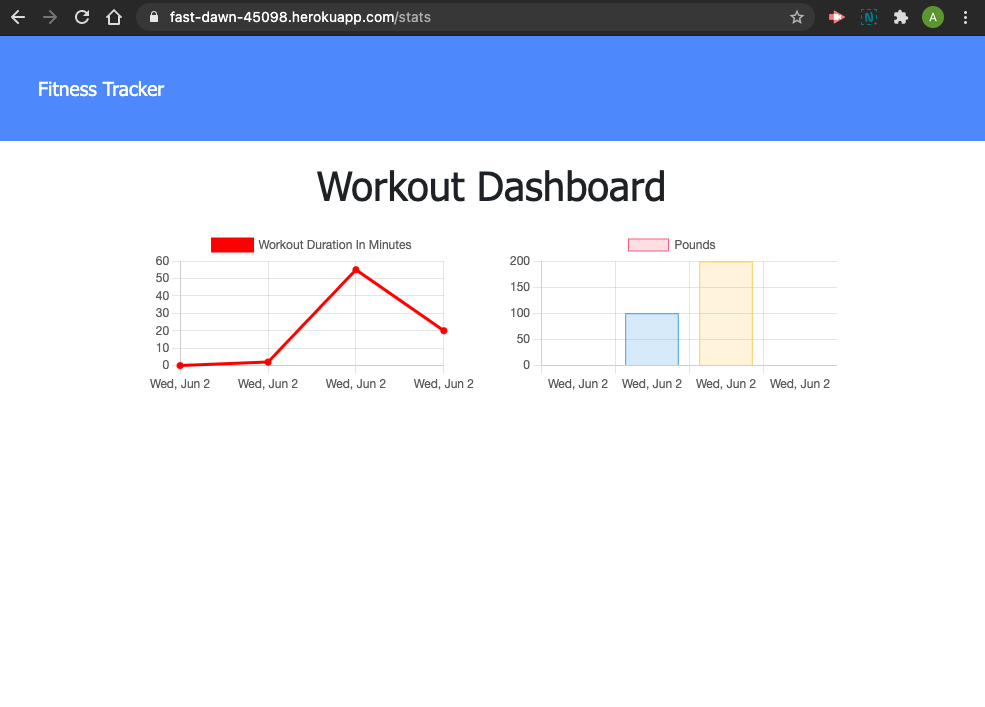 fast-dawn-45098.herokuapp.com/stats
N
A
Fitness Tracker
Workout Dashboard
Workout Duration In Minutes
60
50
40
30
20
10
0
Wed, Jun 2 Wed, Jun 2 Wed, Jun 2 Wed, Jun 2
Pounds
200
150
100
50
0
Wed, Jun 2 Wed, Jun 2 Wed, Jun 2 Wed, Jun 2